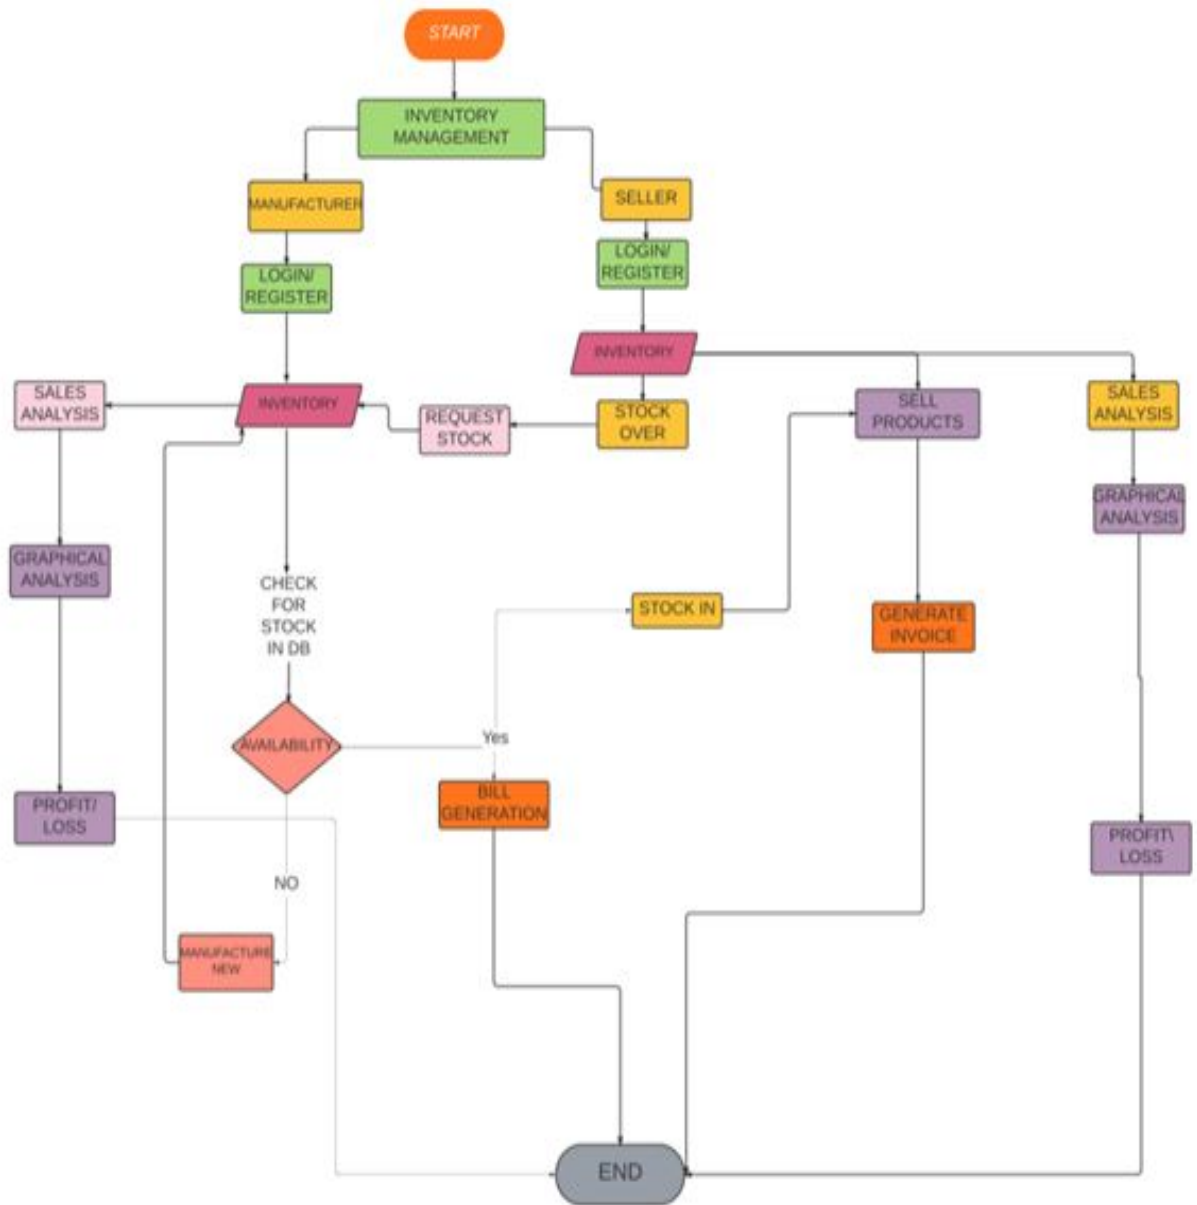 START
INVENTORY
MANAGEMENT
MANUFACTURER
SELLER
LOGIN/
REGISTER
LOGIN/
REGISTER
INVENTORY
SALES
ANALYSIS
INVENTORY
REQUEST
STOCK
STOCK
OVER
SELL
PRODUCTS
SALES
ANALYSIS
GRAPHICAL
ANALYSIS
GRAPHICAL
ANALYSIS
CHECK
FOR
STOCK
IN DB
STOCK IN
GENERATE
INVOICE
AVAILABILITY
Yes
BILL
GENERATION
PROFIT/
LOSS
PROFIT\
LOSS
NO
MANUFACTURE
NEW
END